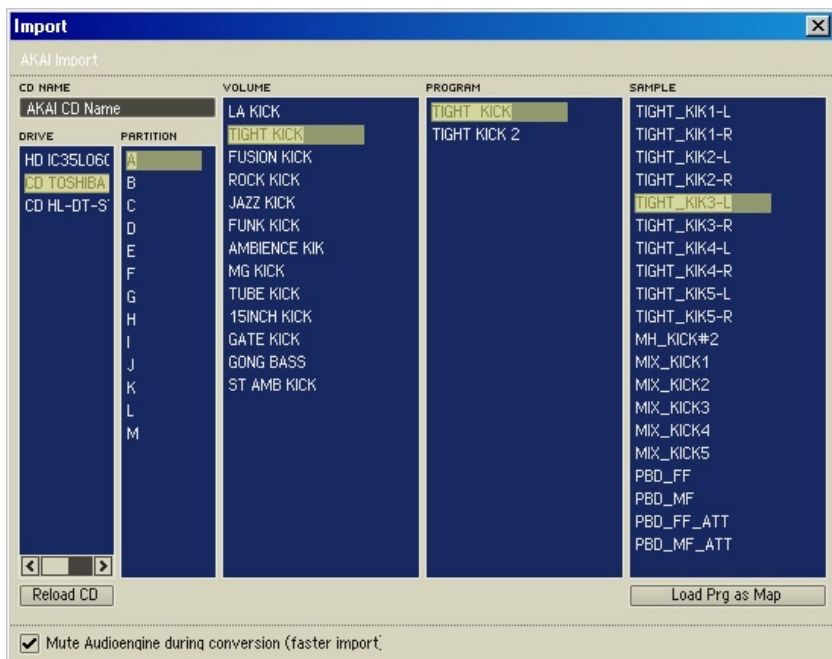 Import
AKAI Import
CD NAME
AKAI CD Name
DRIVE
HD IC35L060
CD TOSHIBA
CD HL-DT-S
PARTITION
A
B
C
D
E
F
G
H
I
J
K
L
M
VOLUME
LA KICK
TIGHT KICK
FUSION KICK
ROCK KICK
JAZZ KICK
FUNK KICK
AMBIENCE KIK
MG KICK
TUBE KICK
15INCH KICK
GATE KICK
GONG BASS
ST AMB KICK
PROGRAM
TIGHT KICK
TIGHT KICK 2
SAMPLE
TIGHT_KIK1-L
TIGHT_KIK1-R
TIGHT_KIK2-L
TIGHT_KIK2-R
TIGHT_KIK3-L
TIGHT_KIK3-R
TIGHT_KIK4-L
TIGHT_KIK4-R
TIGHT_KIK5-L
TIGHT_KIK5-R
MH_KICK#2
MIX_KICK1
MIX_KICK2
MIX_KICK3
MIX_KICK4
MIX_KICK5
PBD_FF
PBD_MF
PBD_FF_ATT
PBD_MF_ATT
Reload CD
Load Prg as Map
Mute Audioengine during conversion (faster import)